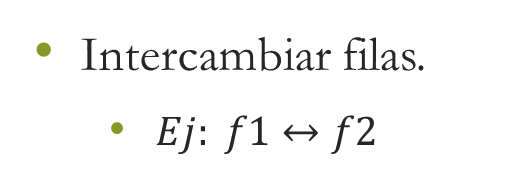 • Intercambiar filas.
• Ej: f1 ↔ f2